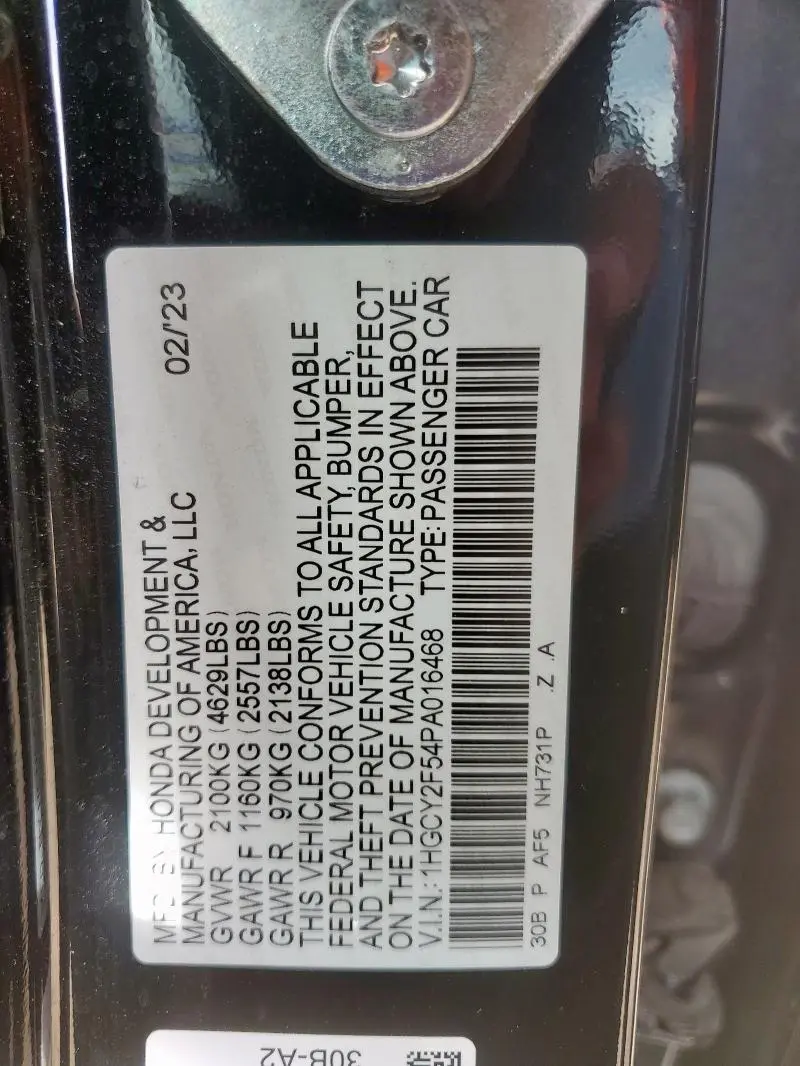 MFD BY HONDA DEVELOPMENT &
MANUFACTURING OF AMERICA, LLC 02/'23
GVWR 2100KG (4629LBS)
GAWR F 1160KG (2557LBS)
GAWR R 970KG (2138LBS)
THIS VEHICLE CONFORMS TO ALL APPLICABLE
FEDERAL MOTOR VEHICLE SAFETY, BUMPER,
AND THEFT PREVENTION STANDARDS IN EFFECT
ON THE DATE OF MANUFACTURE SHOWN ABOVE.
V.I.N.: 1HGCY2F54PA016468 TYPE: PASSENGER CAR
30B P AF5 NH731P .Z .A
30B-A2